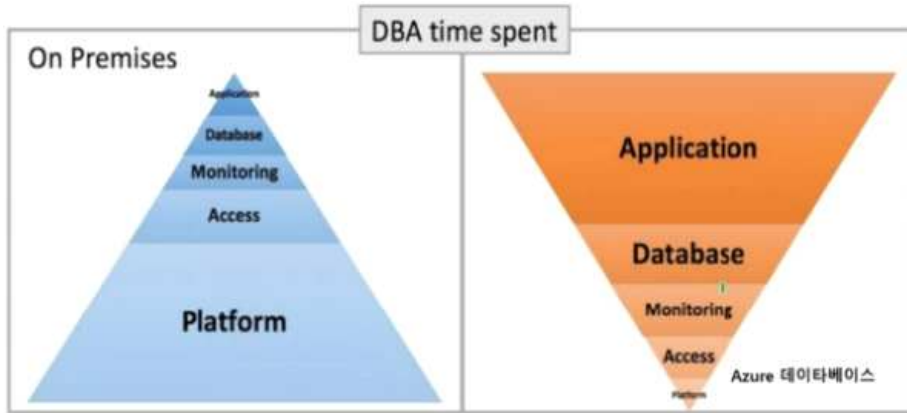 DBA time spent
On Premises
Application
Database
Monitoring
Access
Platform
Application
Database
Monitoring
Access
Platform
Azure 데이타베이스